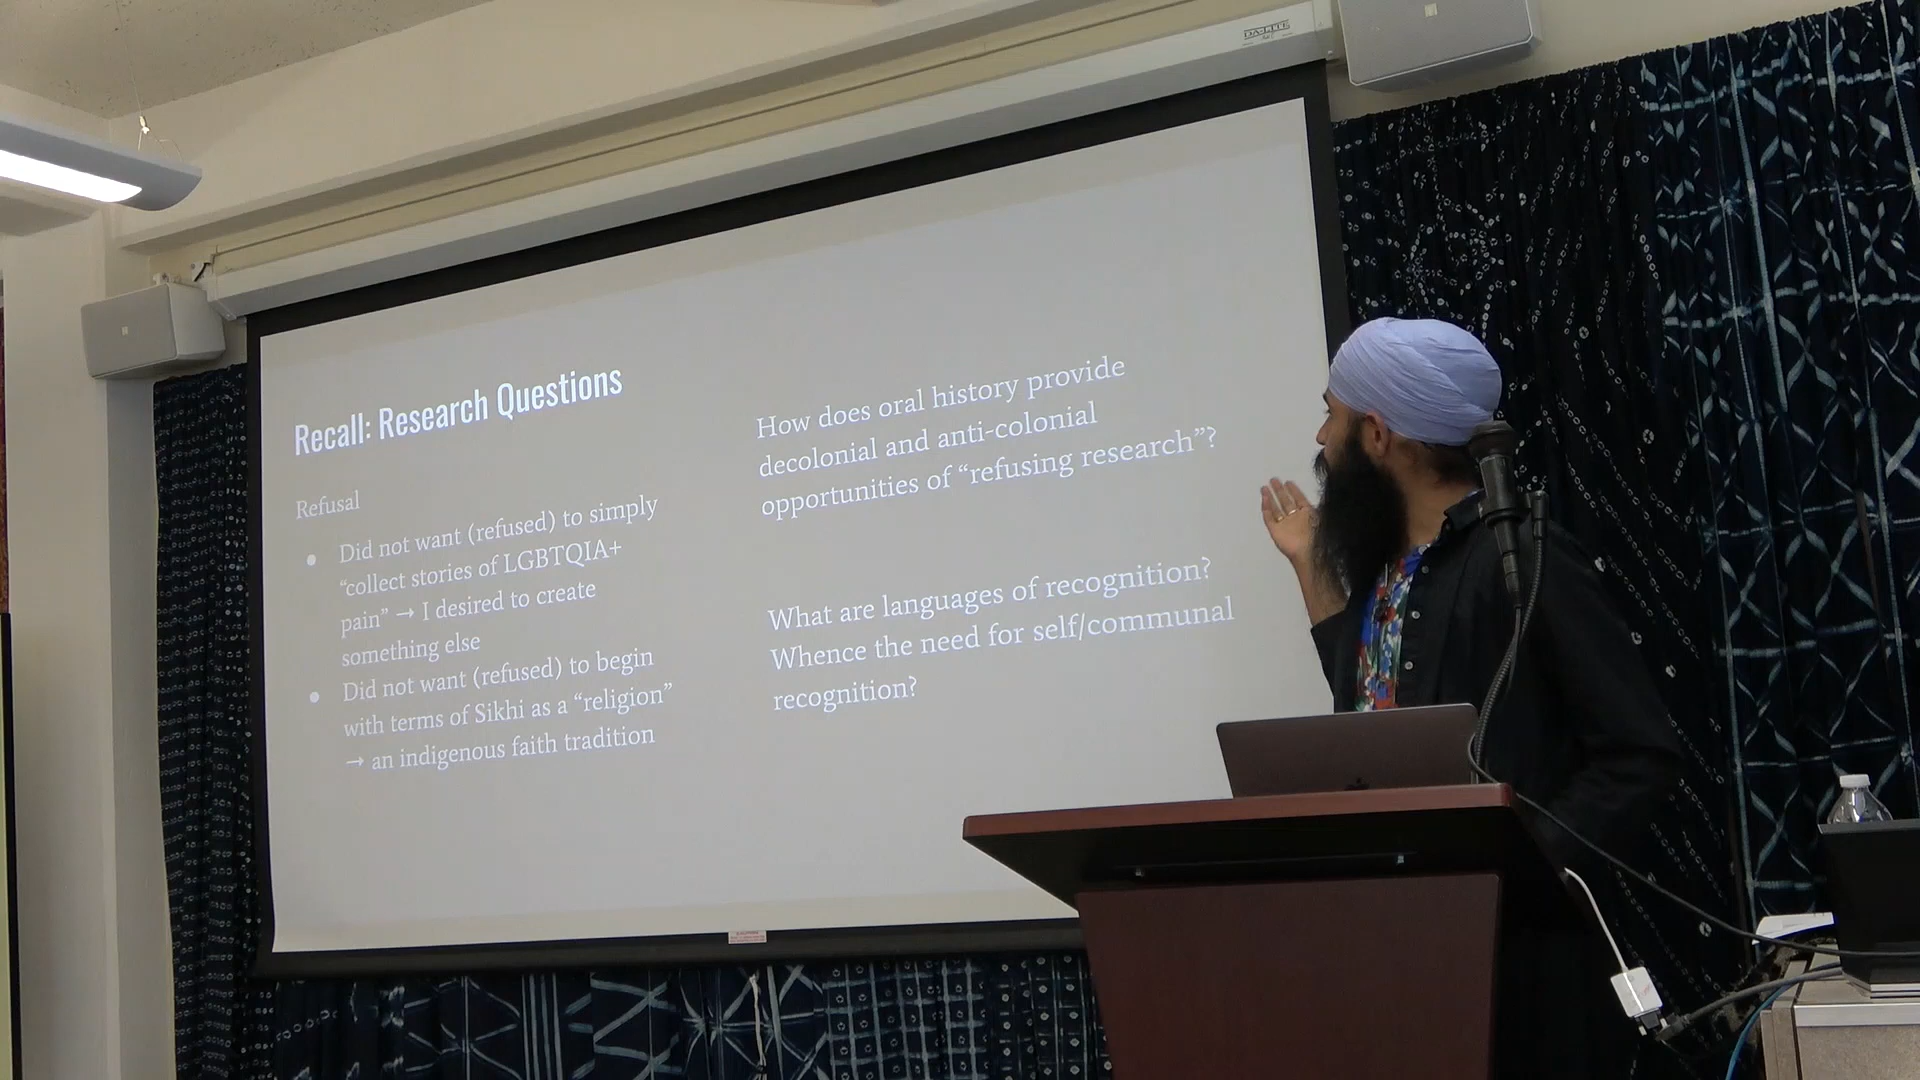 DA-LITE
Recall: Research Questions
Refusal
● Did not want (refused) to simply
“collect stories of LGBTQIA+
pain” → I desired to create
something else
● Did not want (refused) to begin
with terms of Sikhi as a “religion”
→ an indigenous faith tradition
How does oral history provide
decolonial and anti-colonial
opportunities of “refusing research”?
What are languages of recognition?
Whence the need for self/communal
recognition?